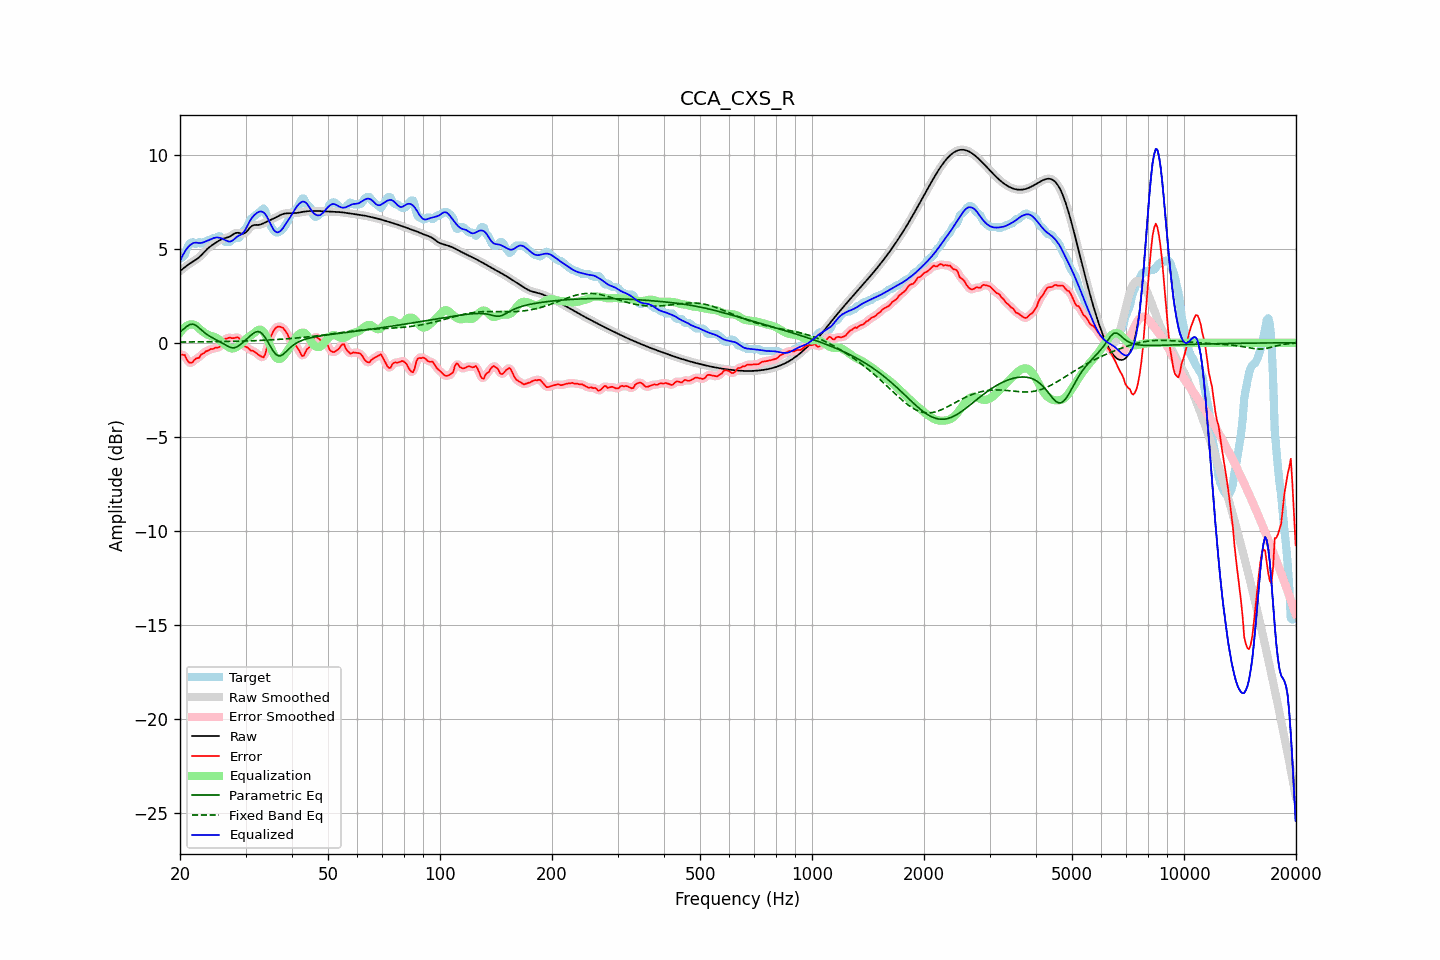 CCA_CXS_R
10
5
0
−5
−10
−15
−20
−25
Amplitude (dBr)
Target
Raw Smoothed
Error Smoothed
Raw
Error
Equalization
Parametric Eq
Fixed Band Eq
Equalized
20 50 100 200 500 1000 2000 5000 10000 20000
Frequency (Hz)